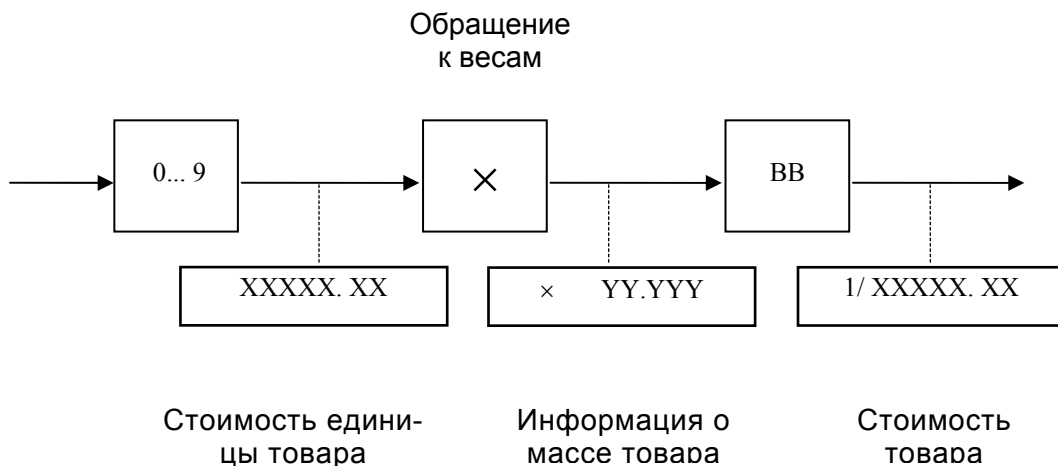 Обращение
к весам
0... 9
×
ВВ
XXXXX. XX
× YY.YYY
1/ XXXXX. XX
Стоимость едини-
цы товара
Информация о
массе товара
Стоимость
товара